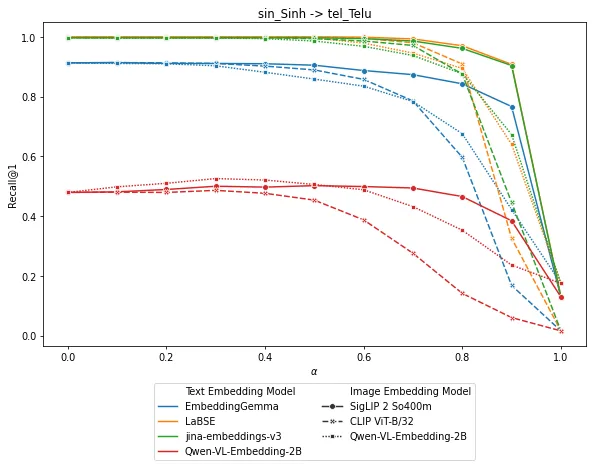 sin_Sinh -> tel_Telu
1.0
0.8
0.6
0.4
0.2
0.0
Recall@1
0.0 0.2 0.4 0.6 0.8 1.0
α
Text Embedding Model Image Embedding Model
EmbeddingGemma SigLIP 2 So400m
LaBSE CLIP ViT-B/32
jina-embeddings-v3 Qwen-VL-Embedding-2B
Qwen-VL-Embedding-2B